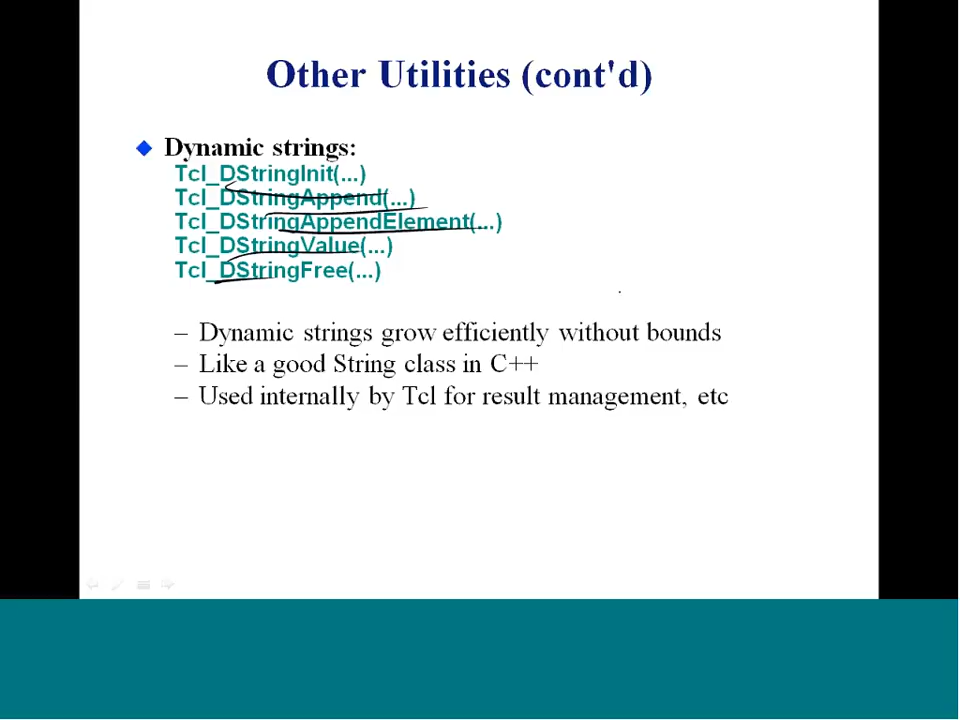 Other Utilities (cont'd)
Dynamic strings:
Tcl_DStringInit(...)
Tcl_DStringAppend(...)
Tcl_DStringAppendElement(...)
Tcl_DStringValue(...)
Tcl_DStringFree(...)
– Dynamic strings grow efficiently without bounds
– Like a good String class in C++
– Used internally by Tcl for result management, etc